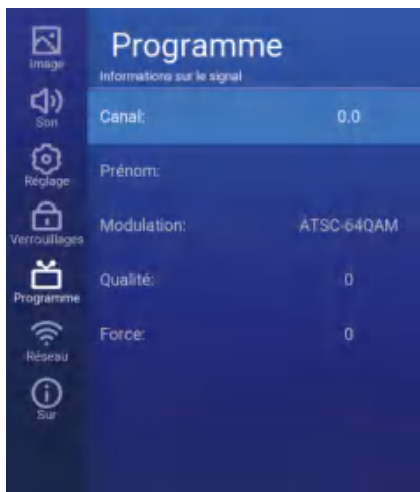 Image
Son
Réglage
Verrouillages
Programme
Réseau
Sur
Programme
Informations sur le signal
Canal: 0.0
Prénom:
Modulation: ATSC-64QAM
Qualité: 0
Force: 0